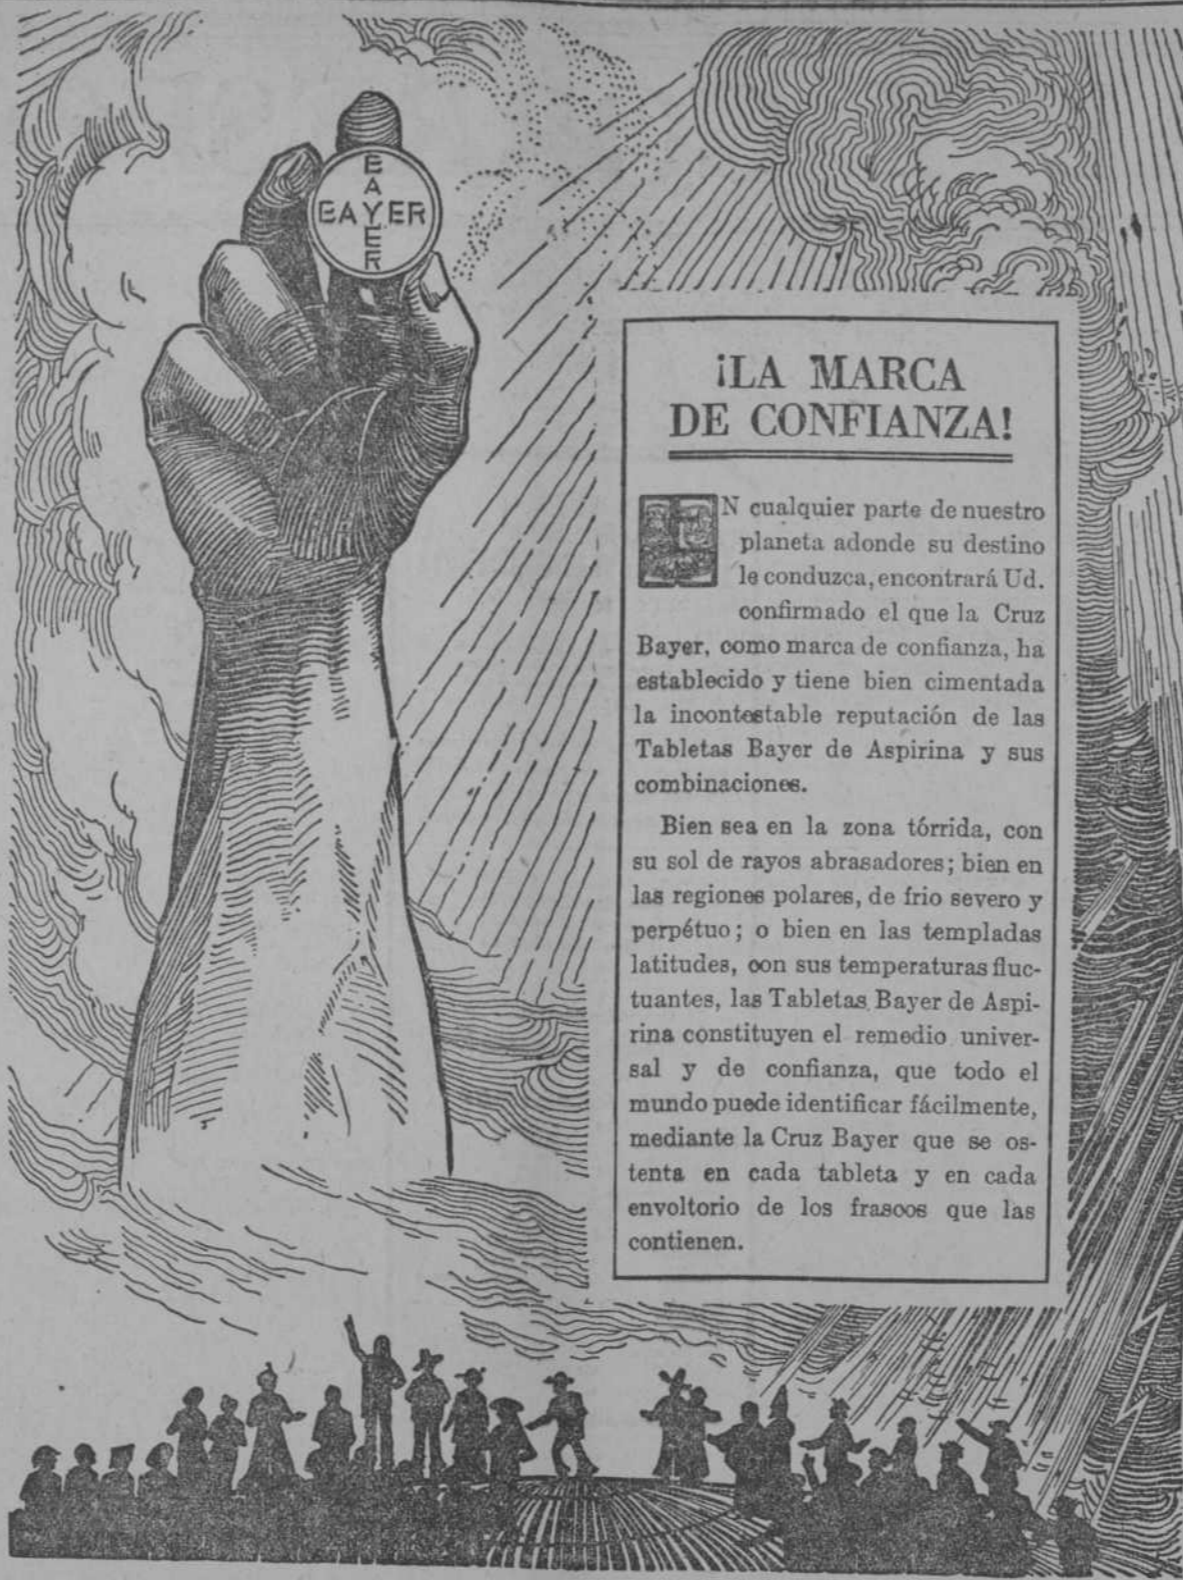 BAYER
BAYER
¡LA MARCA
DE CONFIANZA!
EN cualquier parte de nuestro
planeta adonde su destino
le conduzca, encontrará Ud.
confirmado el que la Cruz
Bayer, como marca de confianza, ha
establecido y tiene bien cimentada
la incontestable reputación de las
Tabletas Bayer de Aspirina y sus
combinaciones.
Bien sea en la zona tórrida, con
su sol de rayos abrasadores; bien en
las regiones polares, de frio severo y
perpétuo; o bien en las templadas
latitudes, con sus temperaturas fluc-
tuantes, las Tabletas Bayer de Aspi-
rina constituyen el remedio univer-
sal y de confianza, que todo el
mundo puede identificar fácilmente,
mediante la Cruz Bayer que se os-
tenta en cada tableta y en cada
envoltorio de los frascos que las
contienen.